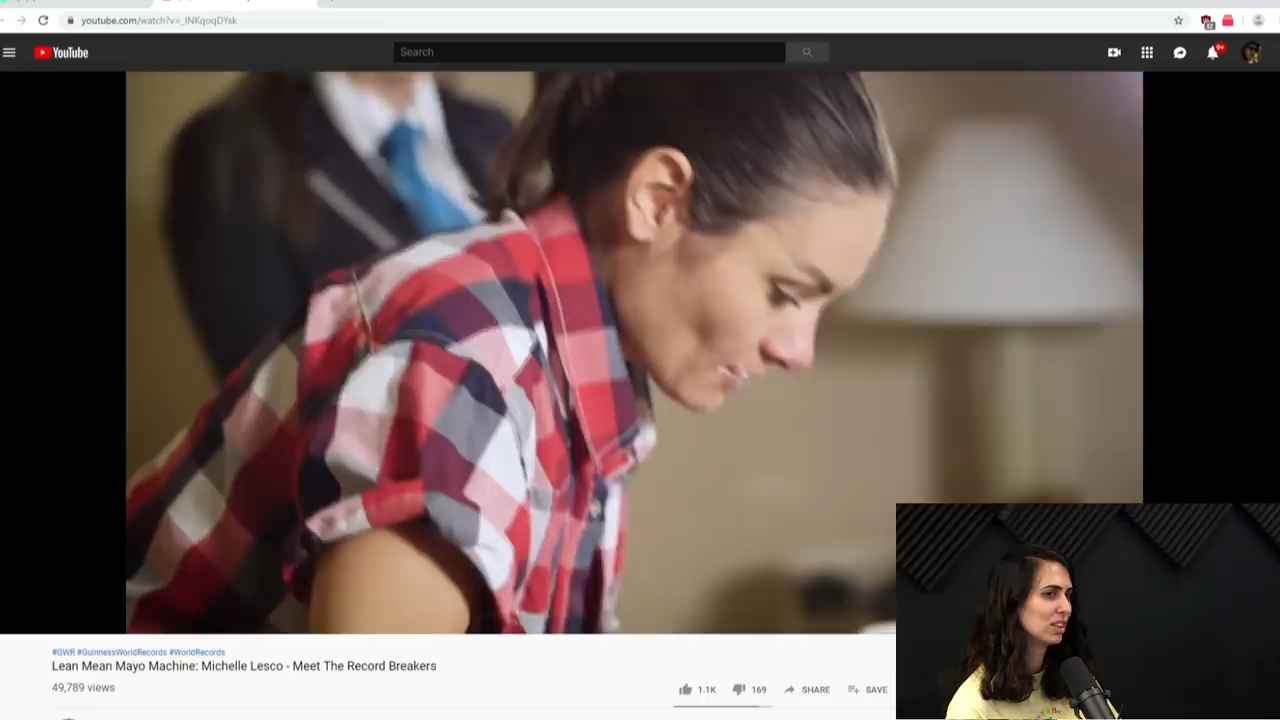 youtube.com/watch?v=_INKqoqDYsk
YouTube
Search
9+
#GWR #GuinnessWorldRecords #WorldRecords
Lean Mean Mayo Machine: Michelle Lesco - Meet The Record Breakers
49,789 views
1.1K
169
SHARE
SAVE